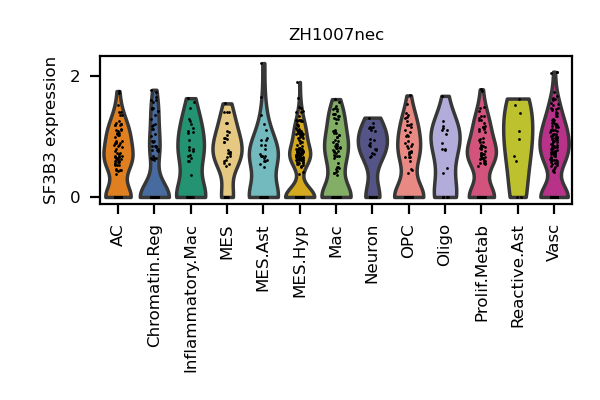 ZH1007nec
SF3B3 expression
2
0
AC
Chromatin.Reg
Inflammatory.Mac
MES
MES.Ast
MES.Hyp
Mac
Neuron
OPC
Oligo
Prolif.Metab
Reactive.Ast
Vasc